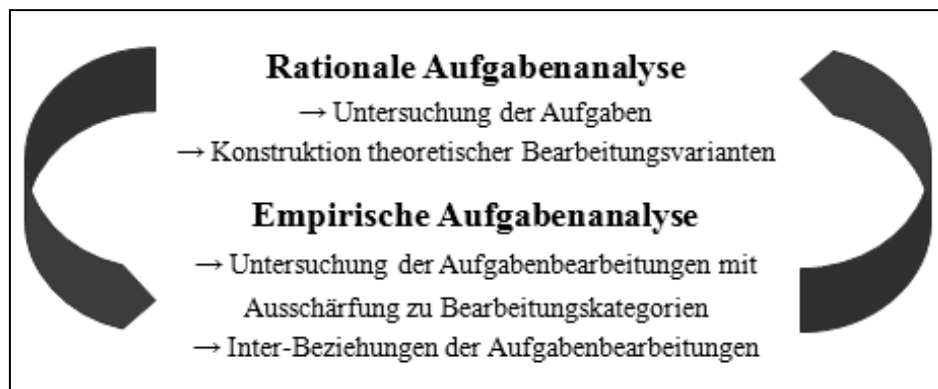 Rationale Aufgabenanalyse
→ Untersuchung der Aufgaben
→ Konstruktion theoretischer Bearbeitungsvarianten
Empirische Aufgabenanalyse
→ Untersuchung der Aufgabenbearbeitungen mit
Ausschärfung zu Bearbeitungskategorien
→ Inter-Beziehungen der Aufgabenbearbeitungen